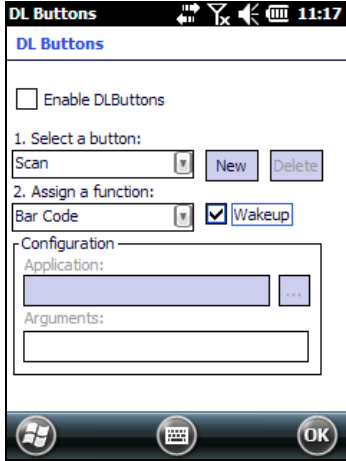 DL Buttons 11:17
DL Buttons
Enable DLButtons
1. Select a button:
Scan New Delete
2. Assign a function:
Bar Code Wakeup
Configuration
Application:
...
Arguments:
OK